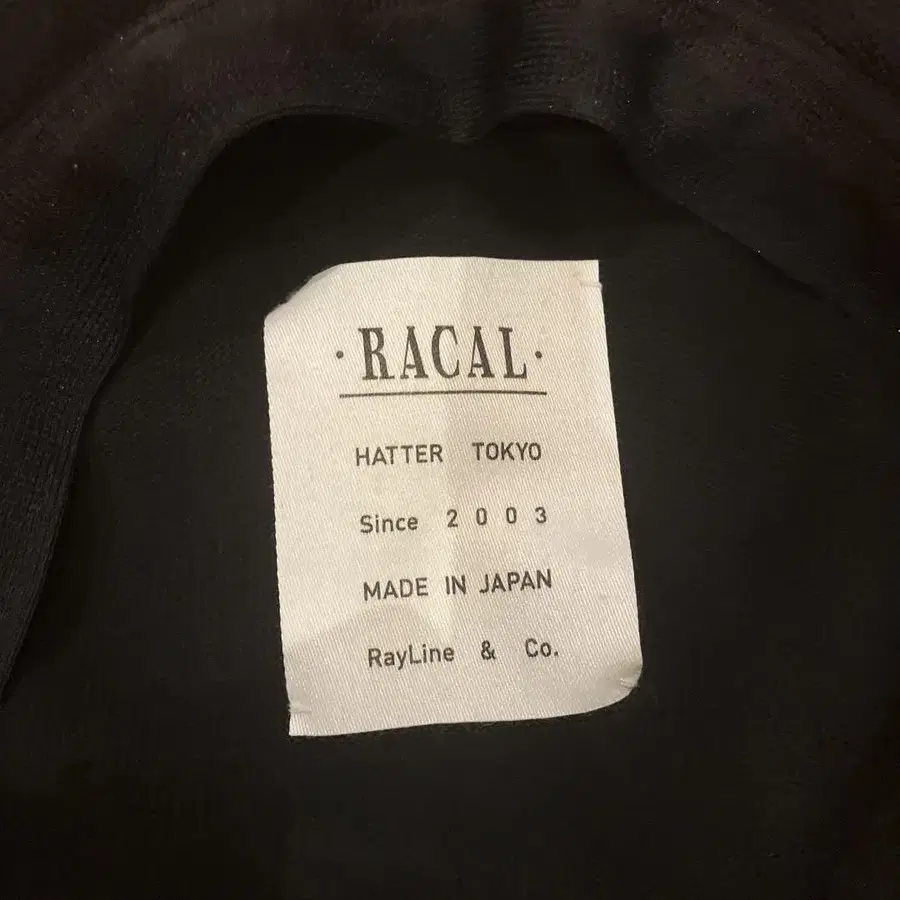 ·RACAL·
HATTER TOKYO
Since 2003
MADE IN JAPAN
RayLine & Co.